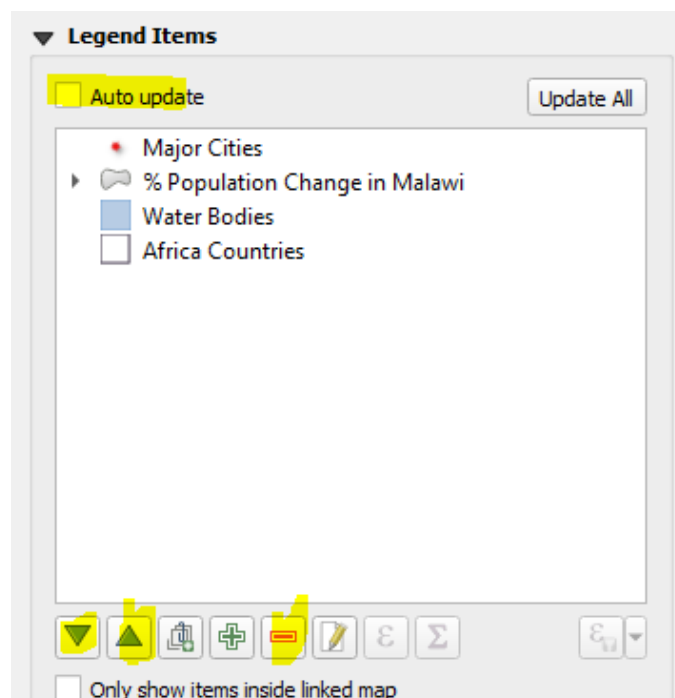 Legend Items
Auto update
Update All
Major Cities
% Population Change in Malawi
Water Bodies
Africa Countries
ε Σ ε
Only show items inside linked map